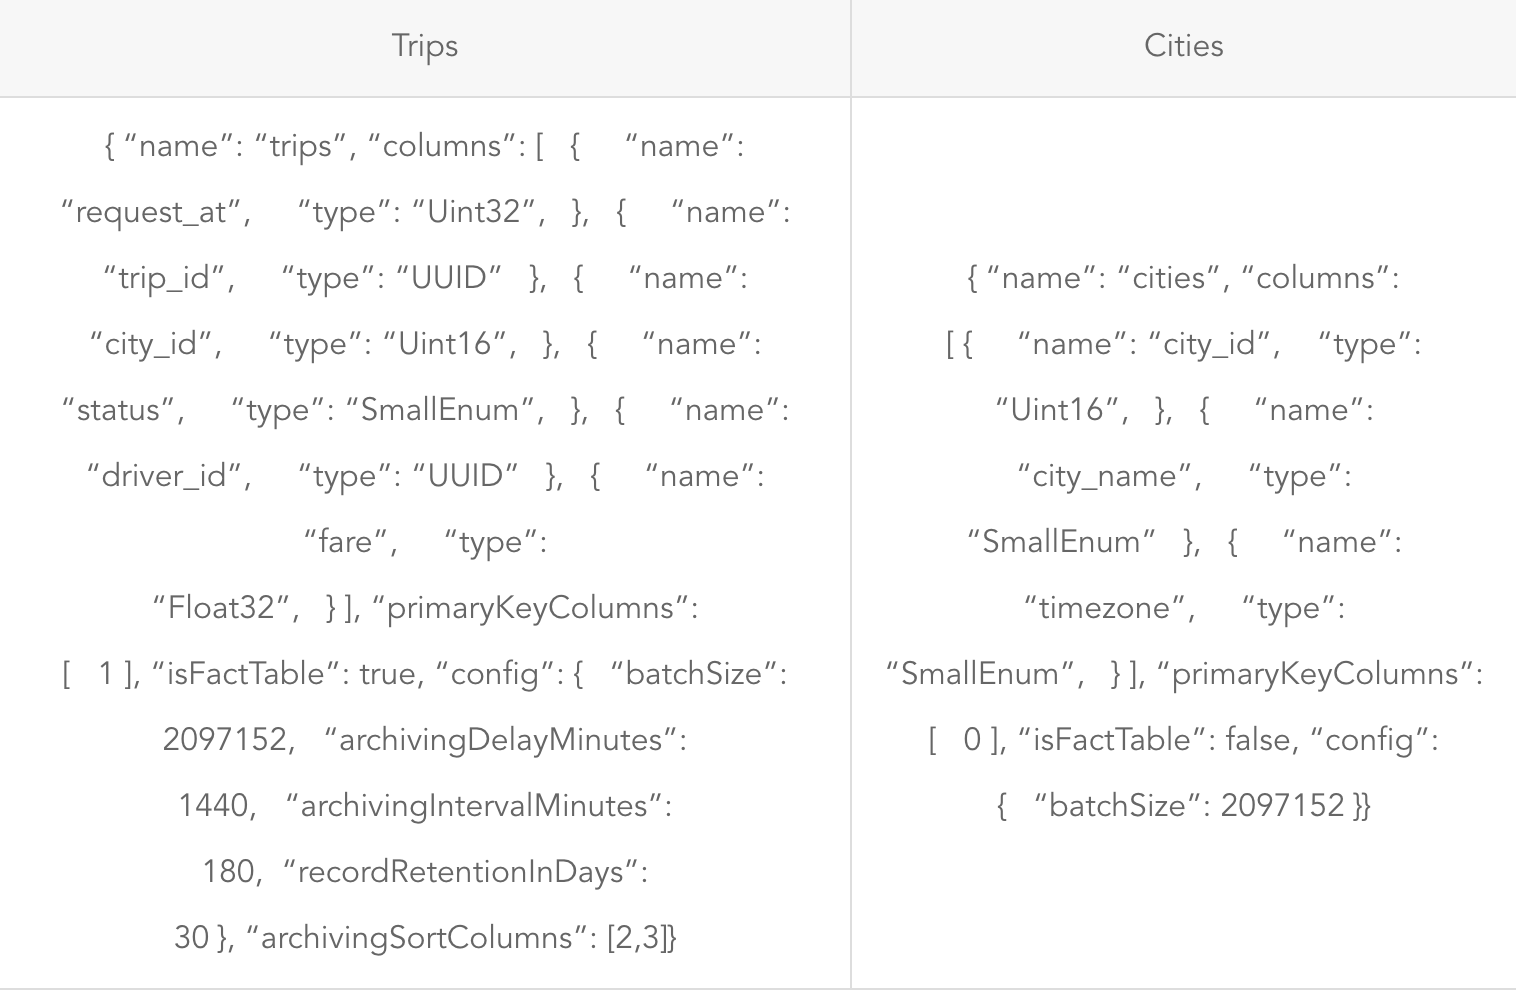 Trips
{ “name”: “trips”, “columns”: [ { “name”:
“request_at”, “type”: “Uint32”, }, { “name”:
“trip_id”, “type”: “UUID” }, { “name”:
“city_id”, “type”: “Uint16”, }, { “name”:
“status”, “type”: “SmallEnum”, }, { “name”:
“driver_id”, “type”: “UUID” }, { “name”:
“fare”, “type”:
“Float32”, } ], “primaryKeyColumns”:
[ 1 ], “isFactTable”: true, “config”: { “batchSize”:
2097152, “archivingDelayMinutes”:
1440, “archivingIntervalMinutes”:
180, “recordRetentionInDays”:
30 }, “archivingSortColumns”: [2,3]}
Cities
{ “name”: “cities”, “columns”:
[ { “name”: “city_id”, “type”:
“Uint16”, }, { “name”:
“city_name”, “type”:
“SmallEnum” }, { “name”:
“timezone”, “type”:
“SmallEnum”, } ], “primaryKeyColumns”:
[ 0 ], “isFactTable”: false, “config”:
{ “batchSize”: 2097152 }}